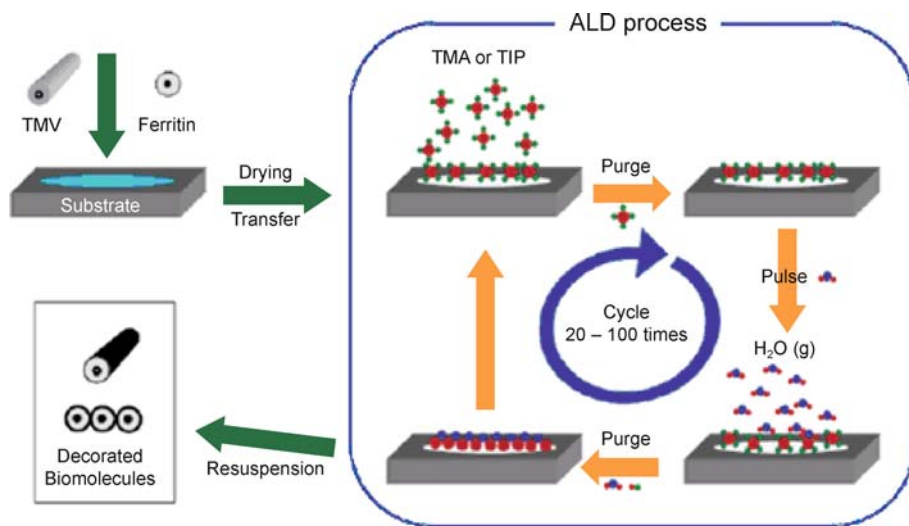 ALD process
TMA or TIP
TMV
Ferritin
Substrate
Drying
Transfer
Purge
Pulse
Cycle
20 – 100 times
H₂O (g)
Purge
Resuspension
Decorated
Biomolecules